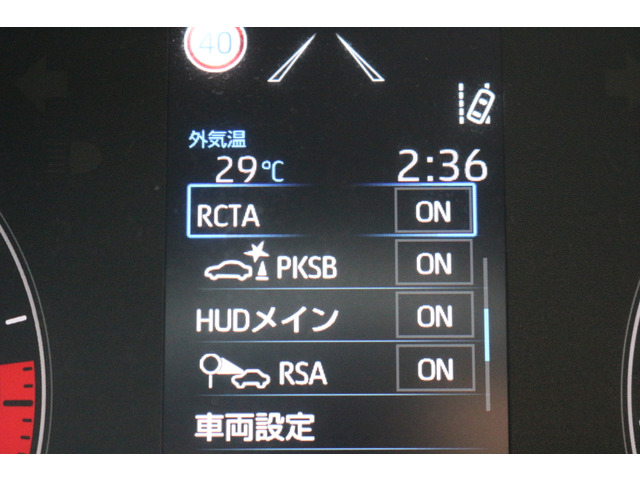 40
外気温
29℃ 2:36
RCTA ON
PKSB ON
HUDメイン ON
RSA ON
車両設定